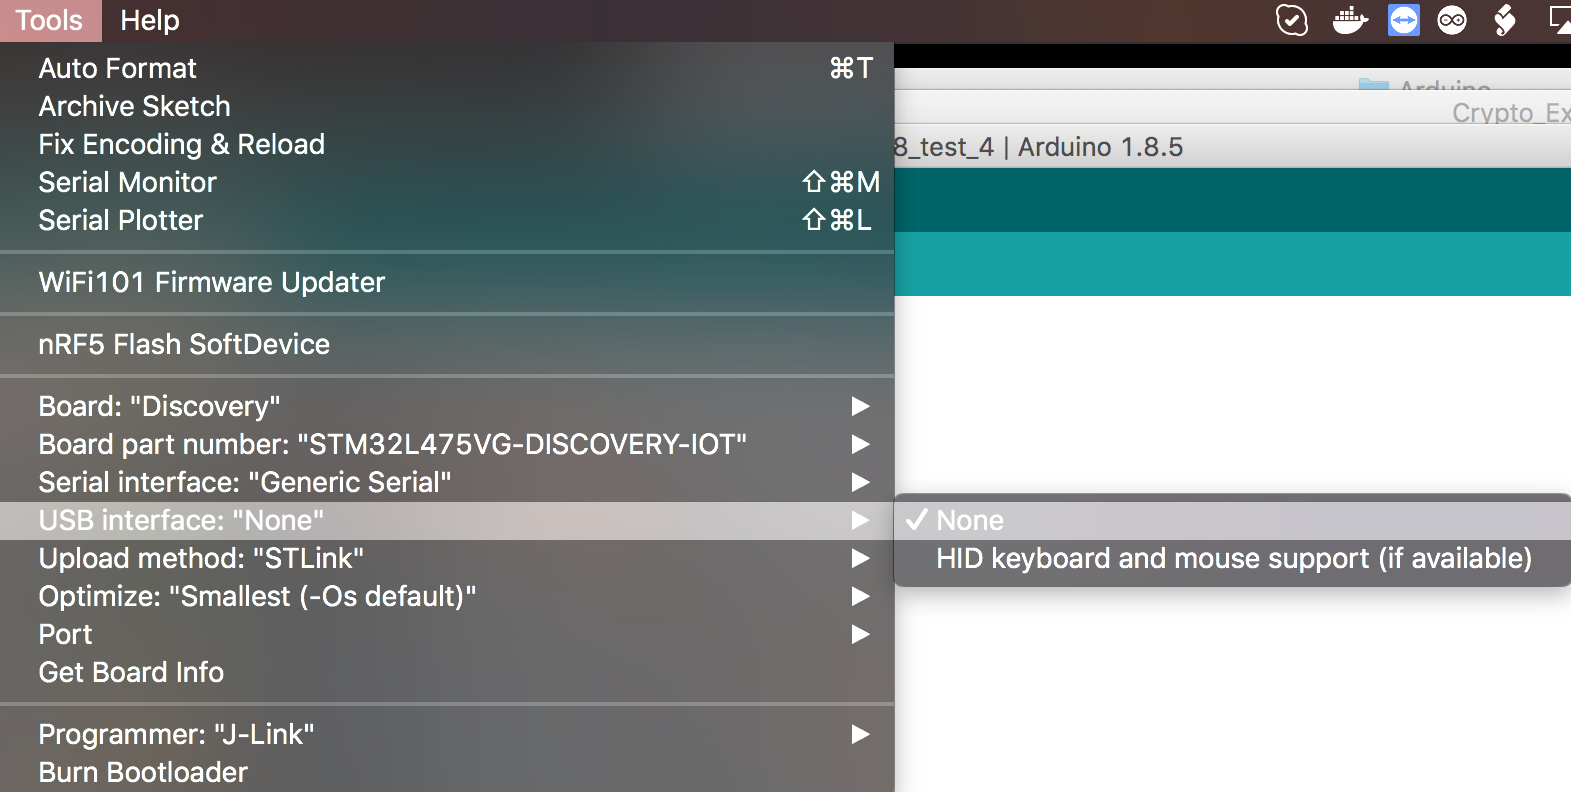 Tools Help
Auto Format ⌘T
Archive Sketch
Fix Encoding & Reload
Serial Monitor ⇧⌘M
Serial Plotter ⇧⌘L
WiFi101 Firmware Updater
nRF5 Flash SoftDevice
Board: "Discovery"
Board part number: "STM32L475VG-DISCOVERY-IOT"
Serial interface: "Generic Serial"
USB interface: "None"
Upload method: "STLink"
Optimize: "Smallest (-Os default)"
Port
Get Board Info
Programmer: "J-Link"
Burn Bootloader
Arduino
Crypto_Ex
8_test_4 | Arduino 1.8.5
✓ None
HID keyboard and mouse support (if available)